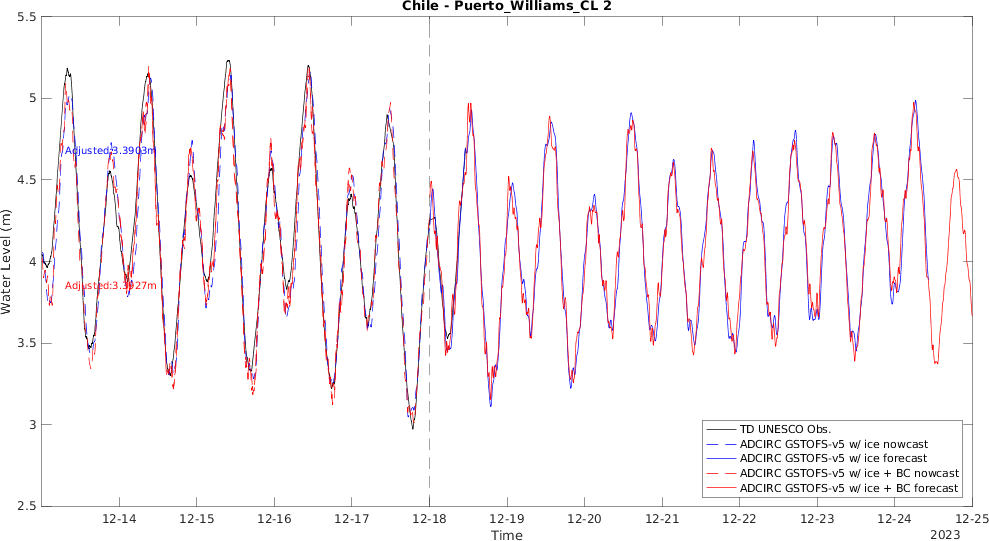 Chile - Puerto_Williams_CL 2
5.5
5
4.5
4
3.5
3
2.5
Water Level (m)
Adjusted:3.3903m
Adjusted:3.3927m
TD UNESCO Obs.
ADCIRC GSTOFS-v5 w/ ice nowcast
ADCIRC GSTOFS-v5 w/ ice forecast
ADCIRC GSTOFS-v5 w/ ice + BC nowcast
ADCIRC GSTOFS-v5 w/ ice + BC forecast
12-14 12-15 12-16 12-17 12-18 12-19 12-20 12-21 12-22 12-23 12-24 12-25
Time
2023